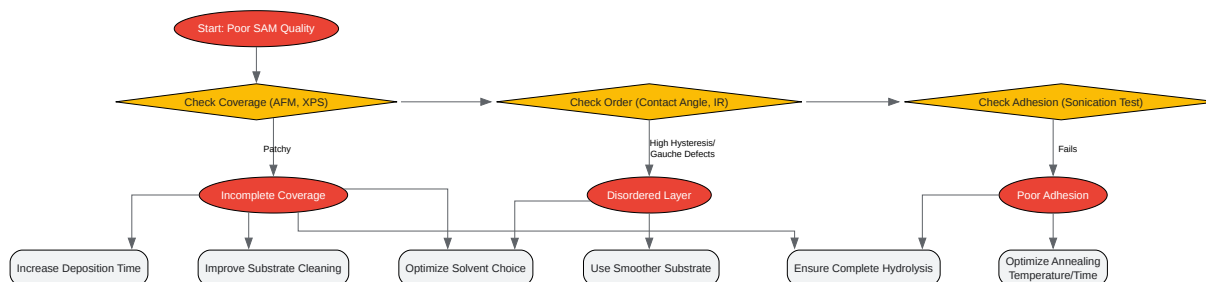 Start: Poor SAM Quality
Check Coverage (AFM, XPS)
Check Order (Contact Angle, IR)
Check Adhesion (Sonication Test)
Patchy
High Hysteresis/
Gauche Defects
Fails
Incomplete Coverage
Disordered Layer
Poor Adhesion
Increase Deposition Time
Improve Substrate Cleaning
Optimize Solvent Choice
Use Smoother Substrate
Ensure Complete Hydrolysis
Optimize Annealing
Temperature/Time